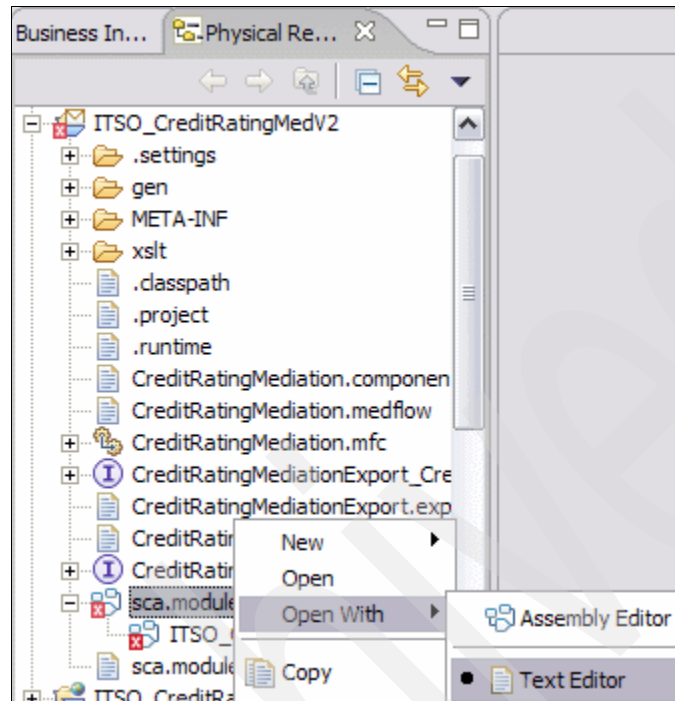 Business In... Physical Re...
ITSO_CreditRatingMedV2
.settings
gen
META-INF
xslt
.classpath
.project
.runtime
CreditRatingMediation.componen
CreditRatingMediation.medflow
CreditRatingMediation.mfc
CreditRatingMediationExport_Cre
CreditRatingMediationExport.exp
CreditRatin New
CreditRatin Open
sca.module Open With Assembly Editor
ITSO_
sca.module Copy Text Editor
ITSO_CreditRa